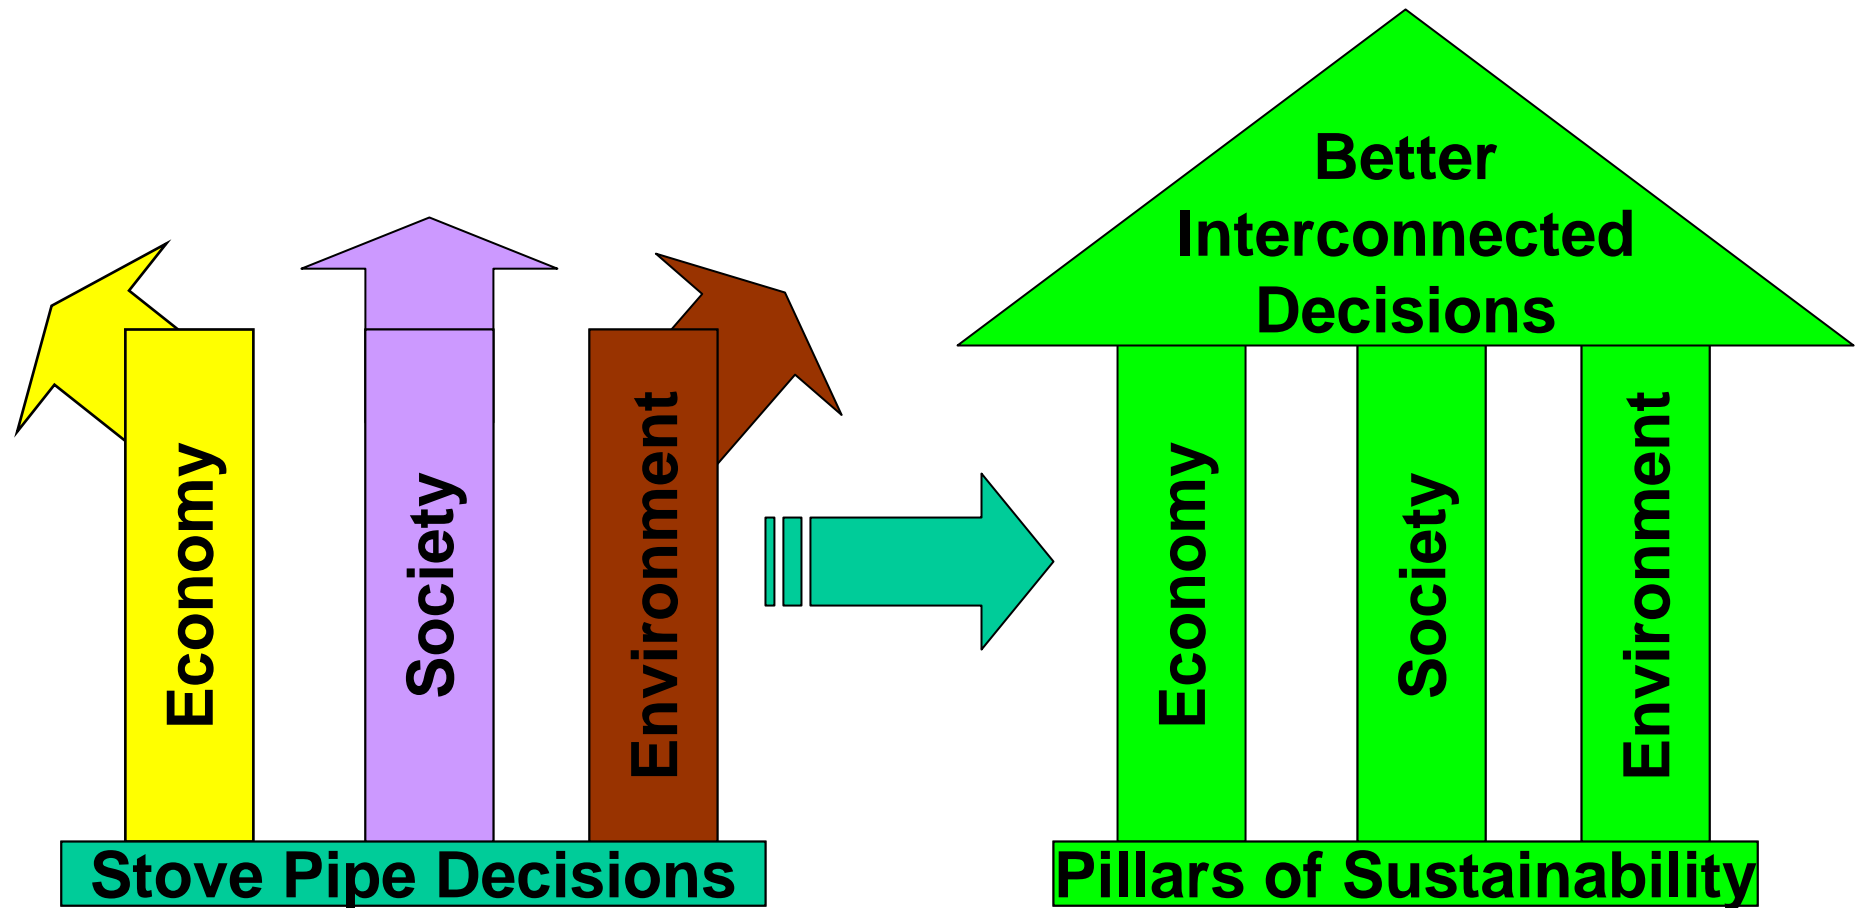 Economy
Society
Environment
Stove Pipe Decisions
Better
Interconnected
Decisions
Economy
Society
Environment
Pillars of Sustainability